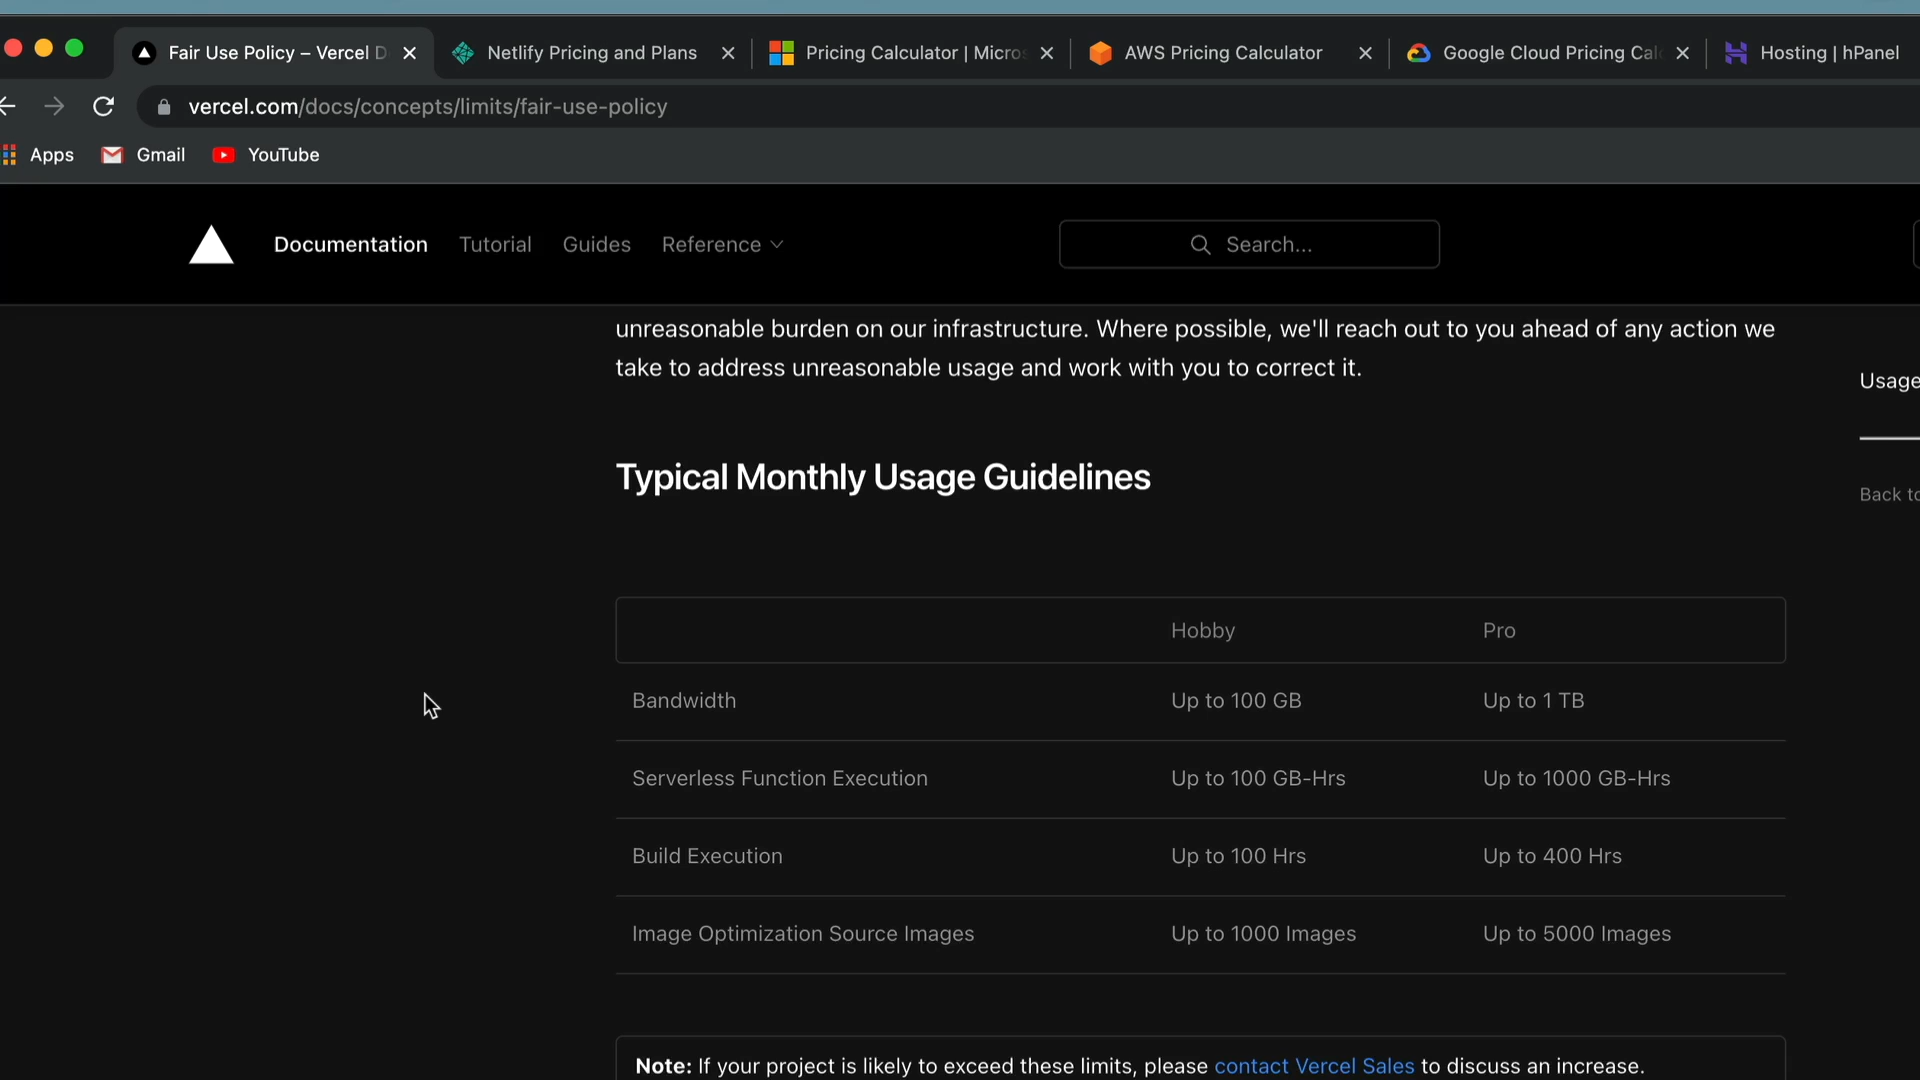 Fair Use Policy – Vercel D
Netlify Pricing and Plans
Pricing Calculator | Micros
AWS Pricing Calculator
Google Cloud Pricing Cal
Hosting | hPanel
vercel.com/docs/concepts/limits/fair-use-policy
Apps
Gmail
YouTube
Documentation
Tutorial
Guides
Reference
Search...
unreasonable burden on our infrastructure. Where possible, we'll reach out to you ahead of any action we
take to address unreasonable usage and work with you to correct it.
Usage
Typical Monthly Usage Guidelines
Back to
Hobby Pro
Bandwidth Up to 100 GB Up to 1 TB
Serverless Function Execution Up to 100 GB-Hrs Up to 1000 GB-Hrs
Build Execution Up to 100 Hrs Up to 400 Hrs
Image Optimization Source Images Up to 1000 Images Up to 5000 Images
Note: If your project is likely to exceed these limits, please contact Vercel Sales to discuss an increase.